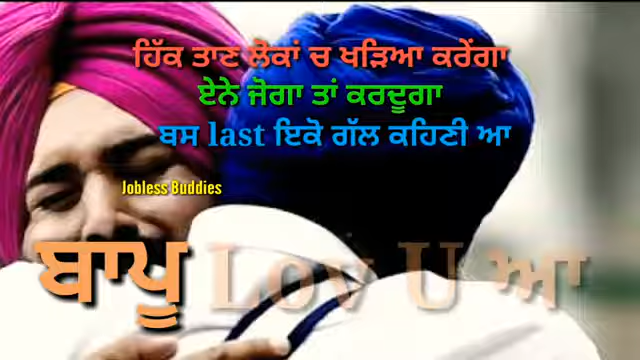 ਹਿੱਕ ਤਾਣ ਲੋਕਾਂ ਚ ਖੜਿਆ ਕਰੇਂਗਾ
ਏਨੇ ਜੋਗਾ ਤਾਂ ਕਰਦੂਗਾ
ਬਸ last ਇਕੋ ਗੱਲ ਕਹਿਣੀ ਆ
Jobless Buddies
ਬਾਪੂ Lov U ਆ